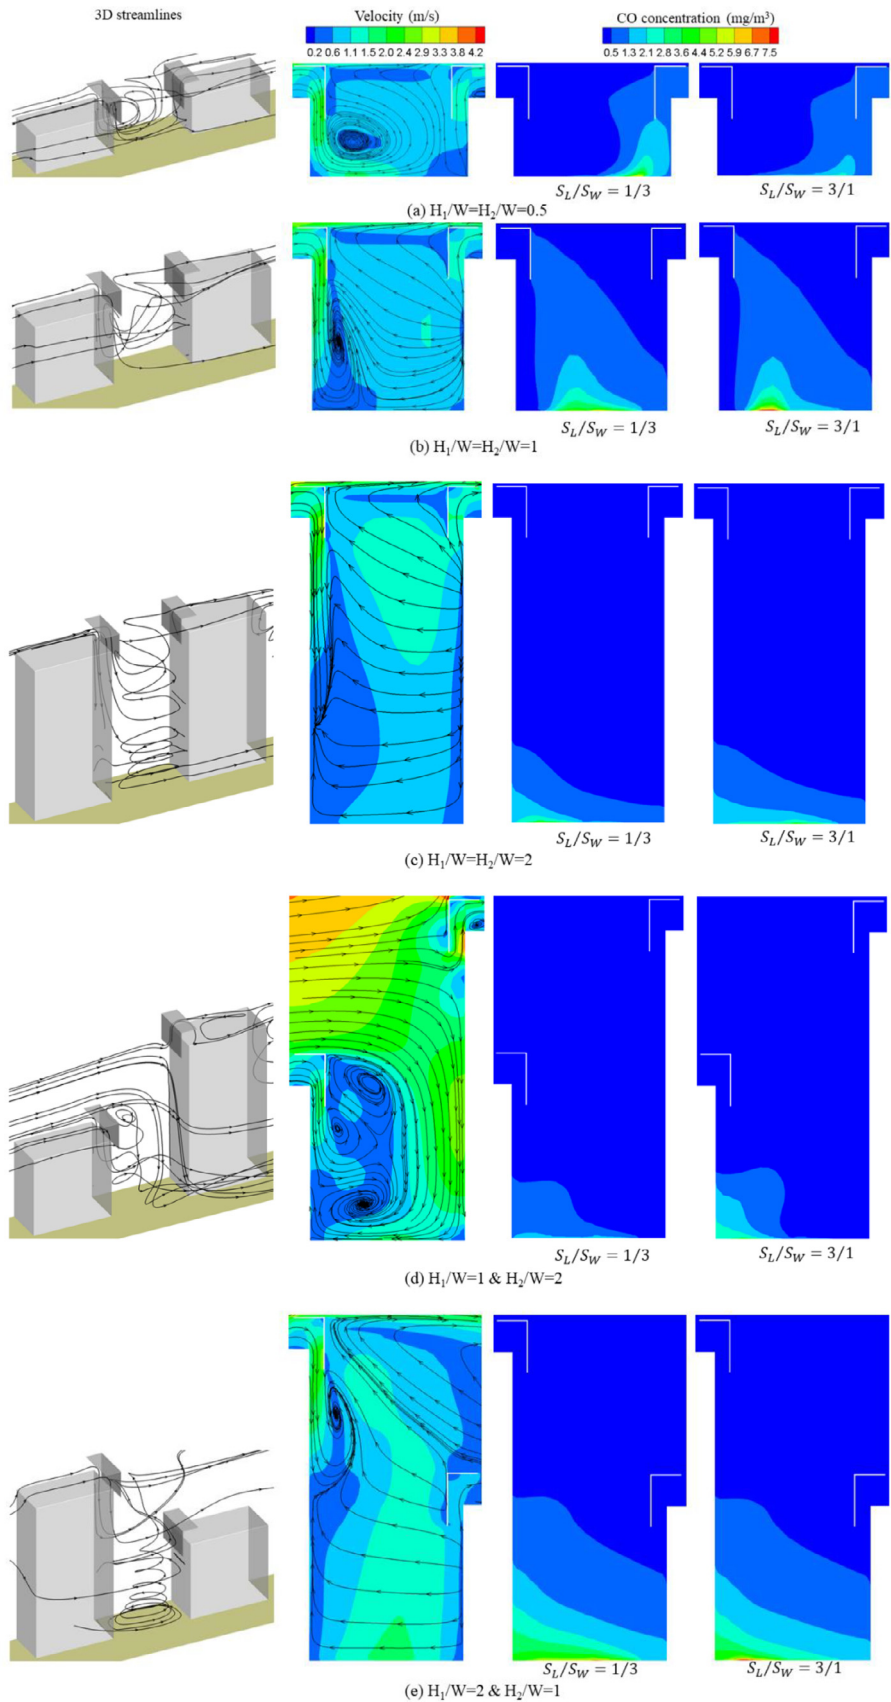 3D streamlines
Velocity (m/s)
CO concentration (mg/m³)
0.2 0.6 1.1 1.5 2.0 2.4 2.9 3.3 3.8 4.2
0.5 1.3 2.1 2.8 3.6 4.4 5.2 5.9 6.7 7.5
S_L/S_W = 1/3
S_L/S_W = 3/1
(a) H₁/W=H₂/W=0.5
S_L/S_W = 1/3
S_L/S_W = 3/1
(b) H₁/W=H₂/W=1
S_L/S_W = 1/3
S_L/S_W = 3/1
(c) H₁/W=H₂/W=2
S_L/S_W = 1/3
S_L/S_W = 3/1
(d) H₁/W=1 & H₂/W=2
S_L/S_W = 1/3
S_L/S_W = 3/1
(e) H₁/W=2 & H₂/W=1